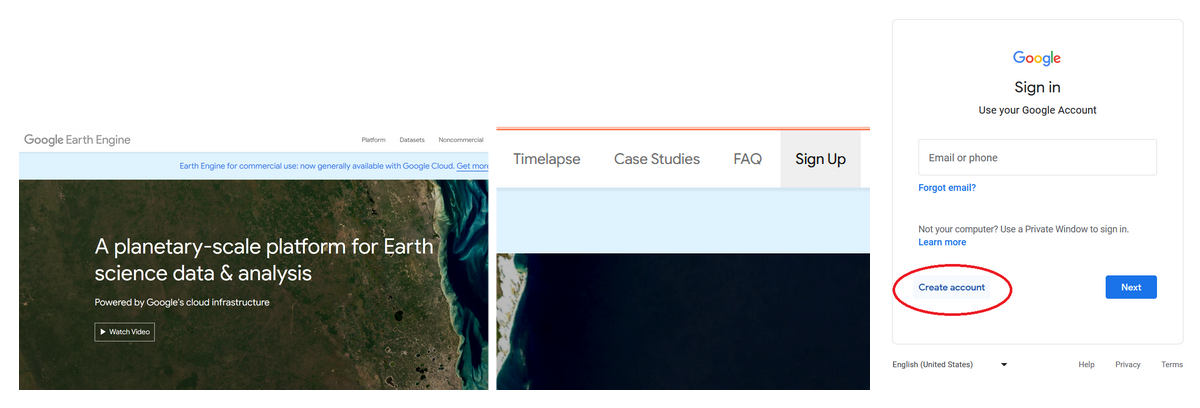 Google Earth Engine
Platform Datasets Noncommercial
Earth Engine for commercial use: now generally available with Google Cloud. Get more
A planetary-scale platform for Earth
science data & analysis
Powered by Google's cloud infrastructure
Watch Video
Timelapse Case Studies FAQ Sign Up
Google
Sign in
Use your Google Account
Email or phone
Forgot email?
Not your computer? Use a Private Window to sign in.
Learn more
Create account Next
English (United States) Help Privacy Terms